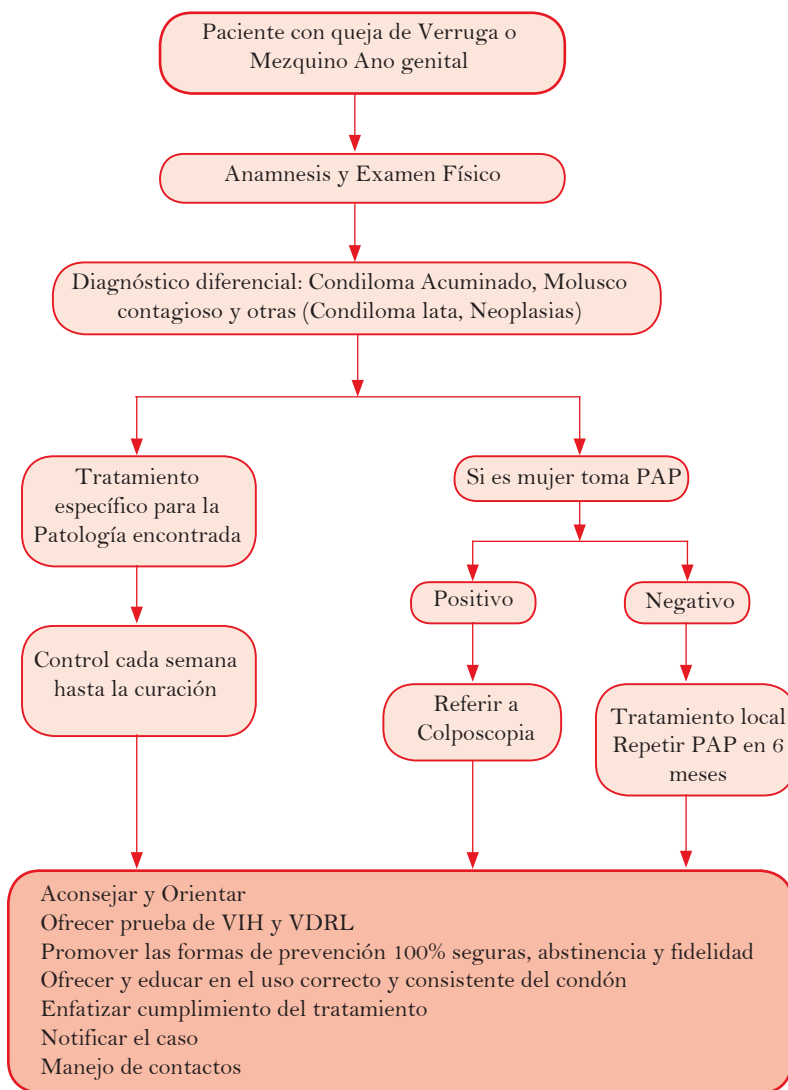 Paciente con queja de Verruga o
Mezquino Ano genital
Anamnesis y Examen Físico
Diagnóstico diferencial: Condiloma Acuminado, Molusco
contagioso y otras (Condiloma lata, Neoplasias)
Tratamiento
específico para la
Patología encontrada
Control cada semana
hasta la curación
Si es mujer toma PAP
Positivo
Referir a
Colposcopia
Negativo
Tratamiento local
Repetir PAP en 6
meses
Aconsejar y Orientar
Ofrecer prueba de VIH y VDRL
Promover las formas de prevención 100% seguras, abstinencia y fidelidad
Ofrecer y educar en el uso correcto y consistente del condón
Enfatizar cumplimiento del tratamiento
Notificar el caso
Manejo de contactos